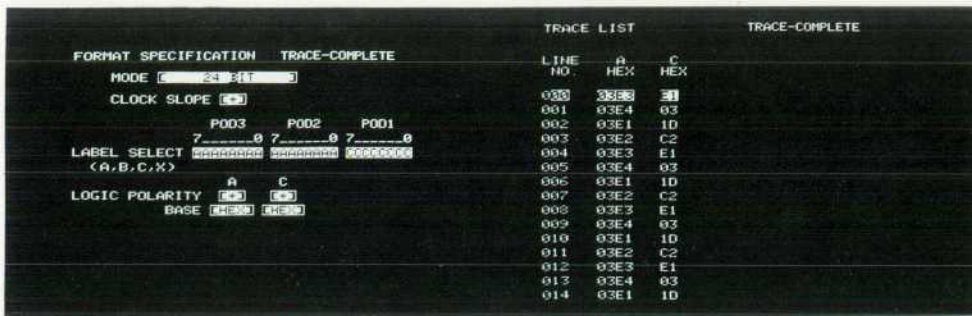 FORMAT SPECIFICATION TRACE-COMPLETE
MODE [ 24 BIT ]
CLOCK SLOPE [+]
POD3 POD2 POD1
7______0 7______0 7______0
LABEL SELECT AAAAAAAA AAAAAAAA CCCCCCCC
(A,B,C,X)
A C
LOGIC POLARITY [+] [+]
BASE [HEX] [HEX]
TRACE LIST TRACE-COMPLETE
LINE A C
NO. HEX HEX
000 03E3 E1
001 03E4 03
002 03E1 1D
003 03E2 C2
004 03E3 E1
005 03E4 03
006 03E1 1D
007 03E2 C2
008 03E3 E1
009 03E4 03
010 03E1 1D
011 03E2 C2
012 03E3 E1
013 03E4 03
014 03E1 1D